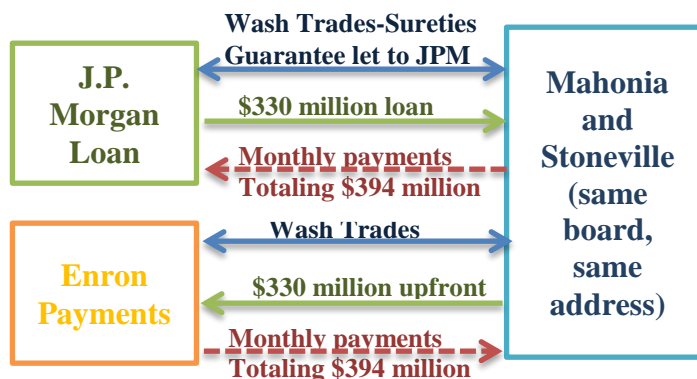 J.P.
Morgan
Loan
Wash Trades-Sureties
Guarantee let to JPM
$330 million loan
Monthly payments
Totaling $394 million
Mahonia
and
Stoneville
(same
board,
same
address)
Enron
Payments
Wash Trades
$330 million upfront
Monthly payments
Totaling $394 million